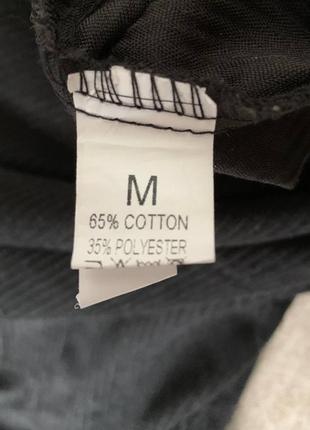 M
65% COTTON
35% POLYESTER